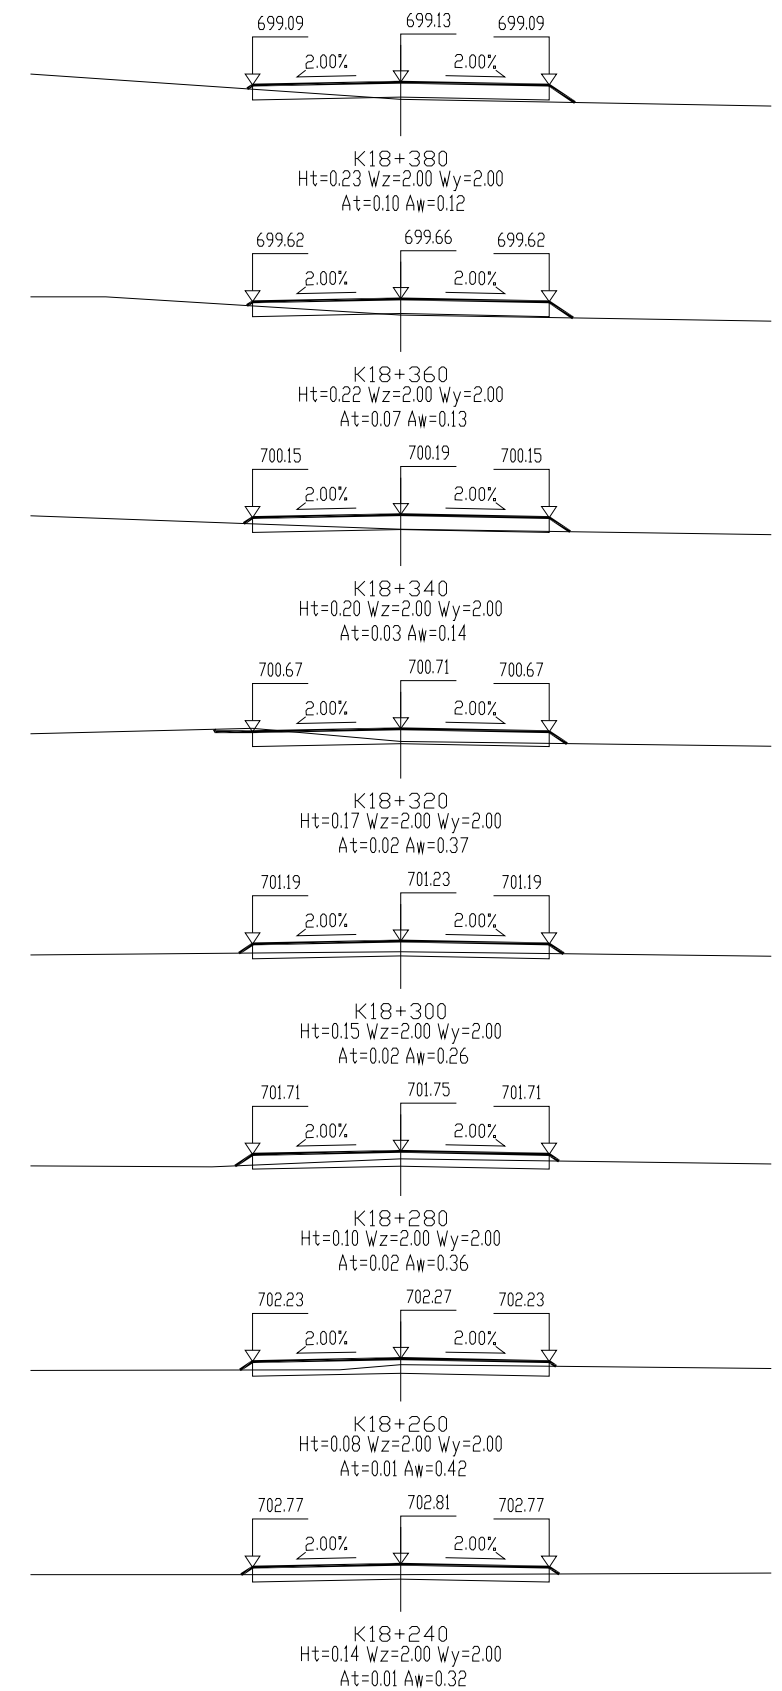 699.09 699.13 699.09
2.00% 2.00%
K18+380
Ht=0.23 Wz=2.00 Wy=2.00
At=0.10 Aw=0.12
699.62 699.66 699.62
2.00% 2.00%
K18+360
Ht=0.22 Wz=2.00 Wy=2.00
At=0.07 Aw=0.13
700.15 700.19 700.15
2.00% 2.00%
K18+340
Ht=0.20 Wz=2.00 Wy=2.00
At=0.03 Aw=0.14
700.67 700.71 700.67
2.00% 2.00%
K18+320
Ht=0.17 Wz=2.00 Wy=2.00
At=0.02 Aw=0.37
701.19 701.23 701.19
2.00% 2.00%
K18+300
Ht=0.15 Wz=2.00 Wy=2.00
At=0.02 Aw=0.26
701.71 701.75 701.71
2.00% 2.00%
K18+280
Ht=0.10 Wz=2.00 Wy=2.00
At=0.02 Aw=0.36
702.23 702.27 702.23
2.00% 2.00%
K18+260
Ht=0.08 Wz=2.00 Wy=2.00
At=0.01 Aw=0.42
702.77 702.81 702.77
2.00% 2.00%
K18+240
Ht=0.14 Wz=2.00 Wy=2.00
At=0.01 Aw=0.32